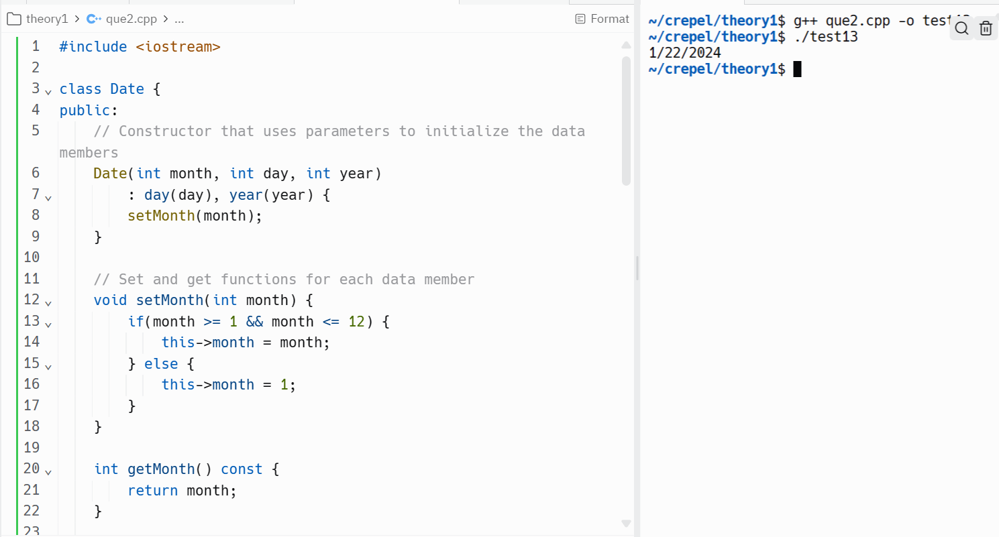 theory1 > C++ que2.cpp > ...
Format
1 #include <iostream>
2
3 class Date {
4 public:
5     // Constructor that uses parameters to initialize the data
members
6     Date(int month, int day, int year)
7         : day(day), year(year) {
8         setMonth(month);
9     }
10
11     // Set and get functions for each data member
12     void setMonth(int month) {
13         if(month >= 1 && month <= 12) {
14             this->month = month;
15         } else {
16             this->month = 1;
17         }
18     }
19
20     int getMonth() const {
21         return month;
22     }
23
~/crepel/theory1$ g++ que2.cpp -o test13
~/crepel/theory1$ ./test13
1/22/2024
~/crepel/theory1$